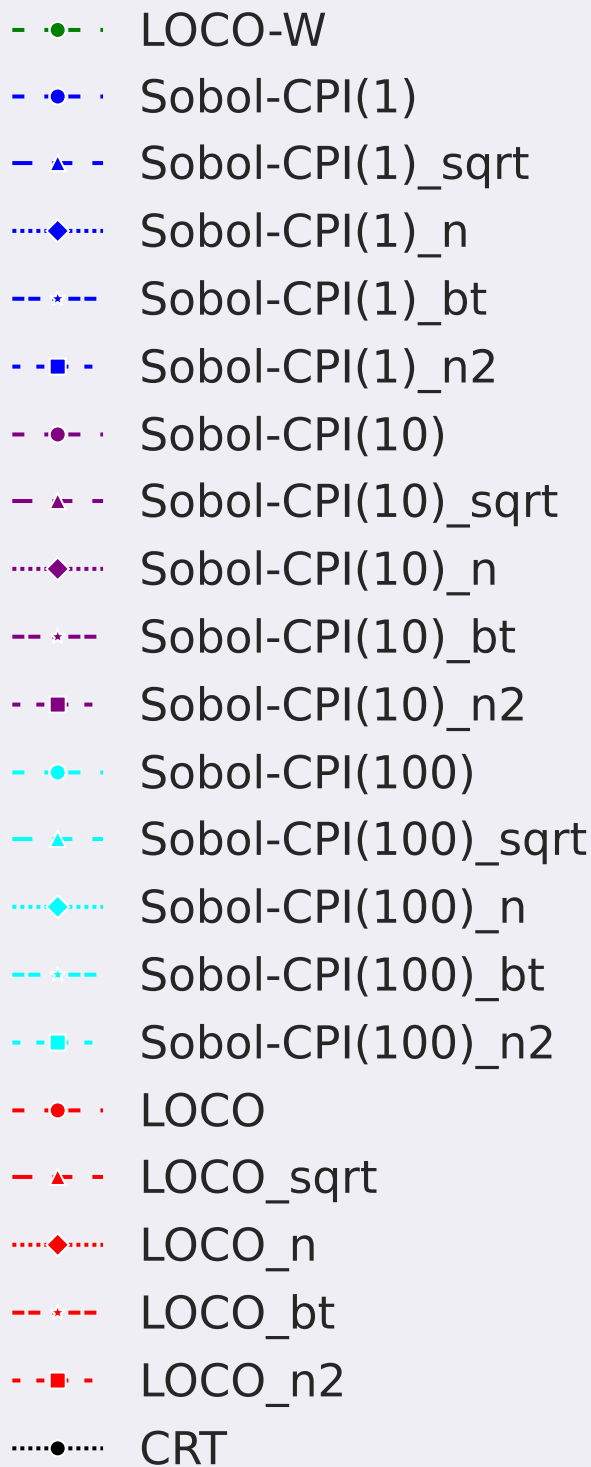 LOCO-W
Sobol-CPI(1)
Sobol-CPI(1)_sqrt
Sobol-CPI(1)_n
Sobol-CPI(1)_bt
Sobol-CPI(1)_n2
Sobol-CPI(10)
Sobol-CPI(10)_sqrt
Sobol-CPI(10)_n
Sobol-CPI(10)_bt
Sobol-CPI(10)_n2
Sobol-CPI(100)
Sobol-CPI(100)_sqrt
Sobol-CPI(100)_n
Sobol-CPI(100)_bt
Sobol-CPI(100)_n2
LOCO
LOCO_sqrt
LOCO_n
LOCO_bt
LOCO_n2
CRT